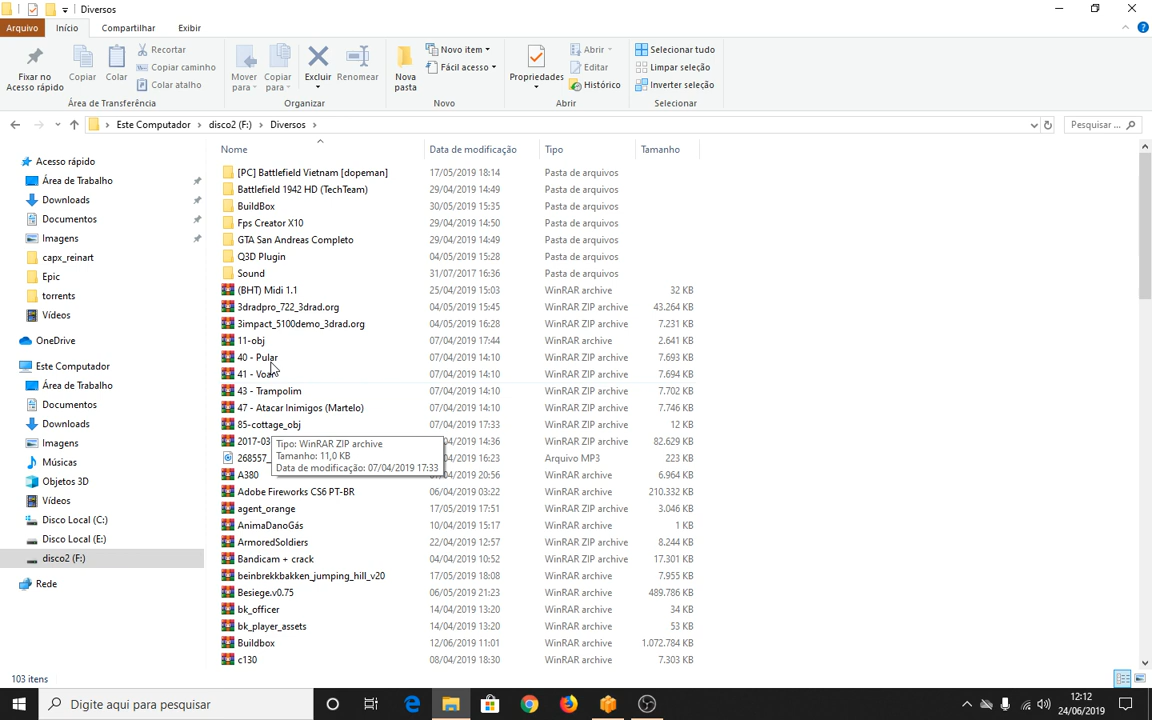 Diversos
Arquivo Início Compartilhar Exibir
Fixar no Acesso rápido
Copiar
Colar
Recortar
Copiar caminho
Colar atalho
Área de Transferência
Mover para
Copiar para
Excluir
Renomear
Organizar
Nova pasta
Novo item
Fácil acesso
Novo
Propriedades
Abrir
Editar
Histórico
Abrir
Selecionar tudo
Limpar seleção
Inverter seleção
Selecionar
Este Computador > disco2 (F:) > Diversos >
Pesquisar ...
Acesso rápido
Área de Trabalho
Downloads
Documentos
Imagens
capx_reinart
Epic
torrents
Vídeos
OneDrive
Este Computador
Área de Trabalho
Documentos
Downloads
Imagens
Músicas
Objetos 3D
Vídeos
Disco Local (C:)
Disco Local (E:)
disco2 (F:)
Rede
Nome Data de modificação Tipo Tamanho
[PC] Battlefield Vietnam [dopeman] 17/05/2019 18:14 Pasta de arquivos
Battlefield 1942 HD (TechTeam) 29/04/2019 14:49 Pasta de arquivos
BuildBox 30/05/2019 15:35 Pasta de arquivos
Fps Creator X10 29/04/2019 14:50 Pasta de arquivos
GTA San Andreas Completo 29/04/2019 14:49 Pasta de arquivos
Q3D Plugin 04/05/2019 15:28 Pasta de arquivos
Sound 31/07/2017 16:36 Pasta de arquivos
(BHT) Midi 1.1 25/04/2019 15:03 WinRAR archive 32 KB
3dradpro_722_3drad.org 04/05/2019 15:45 WinRAR ZIP archive 43.264 KB
3impact_5100demo_3drad.org 04/05/2019 16:28 WinRAR ZIP archive 7.231 KB
11-obj 07/04/2019 17:44 WinRAR archive 2.641 KB
40 - Pular 07/04/2019 14:10 WinRAR ZIP archive 7.693 KB
41 - Voar 07/04/2019 14:10 WinRAR ZIP archive 7.694 KB
43 - Trampolim 07/04/2019 14:10 WinRAR ZIP archive 7.702 KB
47 - Atacar Inimigos (Martelo) 07/04/2019 14:10 WinRAR ZIP archive 7.746 KB
85-cottage_obj 07/04/2019 17:33 WinRAR ZIP archive 12 KB
2017-03 4/2019 14:36 WinRAR ZIP archive 82.629 KB
268557_ 4/2019 16:23 Arquivo MP3 223 KB
Tipo: WinRAR ZIP archive
Tamanho: 11,0 KB
Data de modificação: 07/04/2019 17:33
A380 /04/2019 20:56 WinRAR archive 6.964 KB
Adobe Fireworks CS6 PT-BR 06/04/2019 03:22 WinRAR archive 210.332 KB
agent_orange 17/05/2019 17:51 WinRAR ZIP archive 3.046 KB
AnimaDanoGás 10/04/2019 15:17 WinRAR archive 1 KB
ArmoredSoldiers 22/04/2019 12:57 WinRAR archive 8.244 KB
Bandicam + crack 04/04/2019 10:52 WinRAR ZIP archive 17.301 KB
beinbrekkbakken_jumping_hill_v20 17/05/2019 18:08 WinRAR archive 7.955 KB
Besiege.v0.75 06/05/2019 21:23 WinRAR archive 489.786 KB
bk_officer 14/04/2019 13:20 WinRAR archive 34 KB
bk_player_assets 14/04/2019 13:20 WinRAR archive 53 KB
Buildbox 12/06/2019 11:01 WinRAR archive 1.072.784 KB
c130 08/04/2019 18:30 WinRAR archive 7.303 KB
103 itens
Digite aqui para pesquisar
12:12
24/06/2019